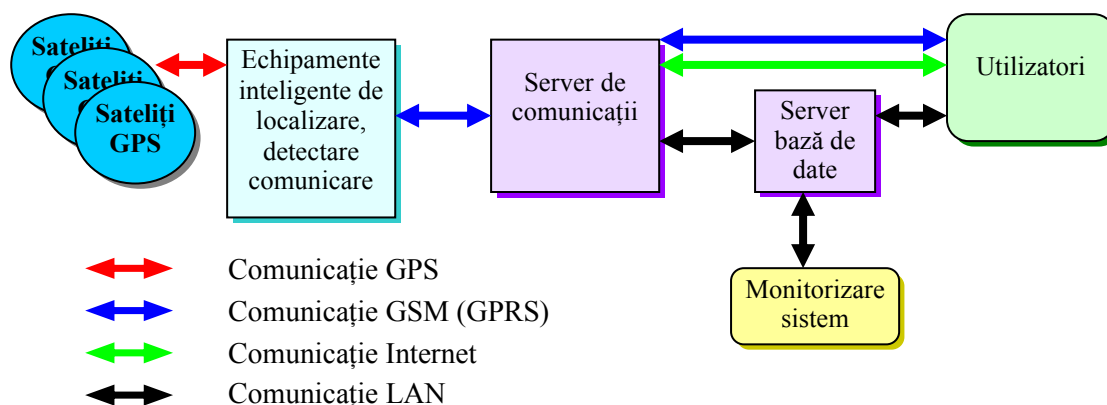 Sateliți
Sateliți
Sateliți
GPS
Echipamente
inteligente de
localizare,
detectare
comunicare
Server de
comunicații
Server
bază de
date
Utilizatori
Monitorizare
sistem
Comunicație GPS
Comunicație GSM (GPRS)
Comunicație Internet
Comunicație LAN